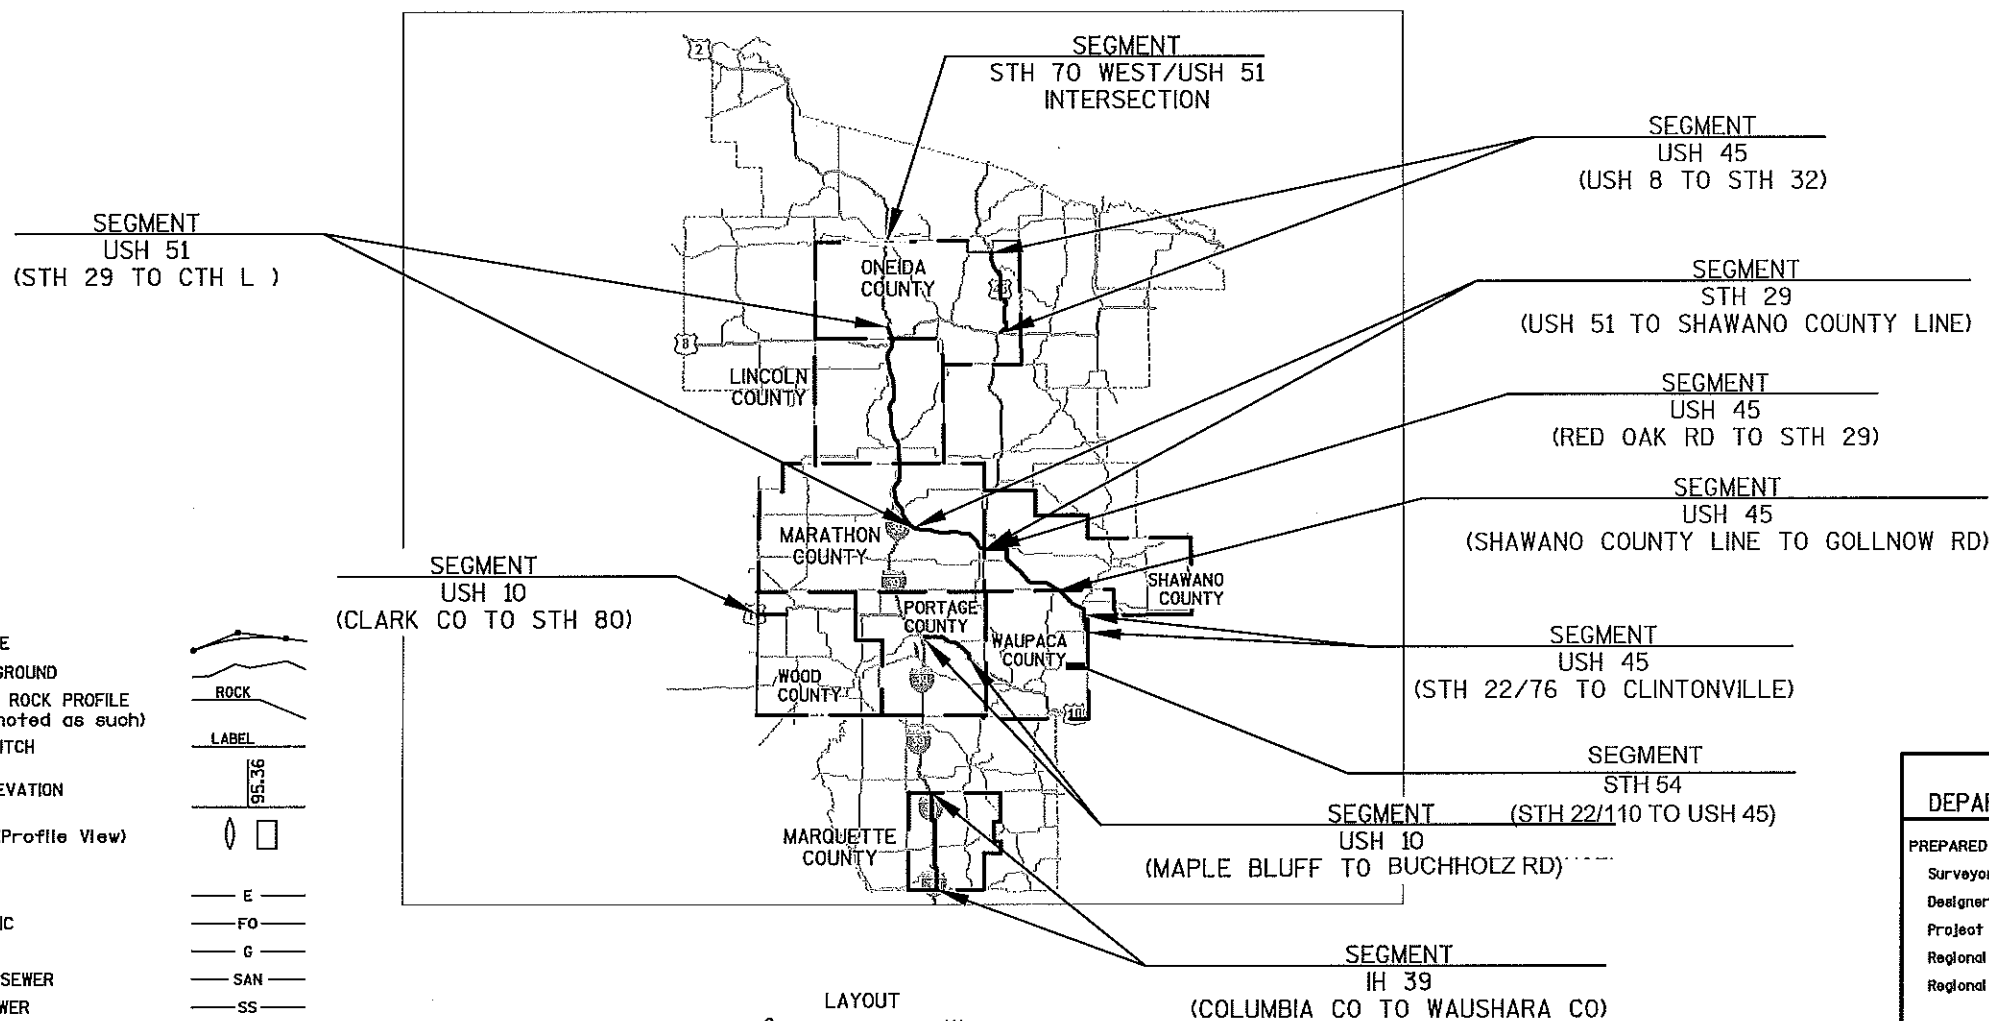 SEGMENT
STH 70 WEST/USH 51
INTERSECTION
SEGMENT
USH 45
(USH 8 TO STH 32)
SEGMENT
USH 51
(STH 29 TO CTH L )
SEGMENT
STH 29
(USH 51 TO SHAWANO COUNTY LINE)
SEGMENT
USH 45
(RED OAK RD TO STH 29)
SEGMENT
USH 45
(SHAWANO COUNTY LINE TO GOLLNOW RD)
SEGMENT
USH 10
(CLARK CO TO STH 80)
SEGMENT
USH 45
(STH 22/76 TO CLINTONVILLE)
SEGMENT
STH 54
(STH 22/110 TO USH 45)
SEGMENT
USH 10
(MAPLE BLUFF TO BUCHHOLZ RD)
SEGMENT
IH 39
(COLUMBIA CO TO WAUSHARA CO)
2
8
45
10
ONEIDA
COUNTY
LINCOLN
COUNTY
MARATHON
COUNTY
SHAWANO
COUNTY
PORTAGE
COUNTY
WAUPACA
COUNTY
WOOD
COUNTY
MARQUETTE
COUNTY
LAYOUT
GROUND
ROCK PROFILE
noted as such)
ROCK
LABEL
95.36
(Profile View)
E
FO
G
SEWER
SAN
SS
PREPARED
Project
Regional
Regional